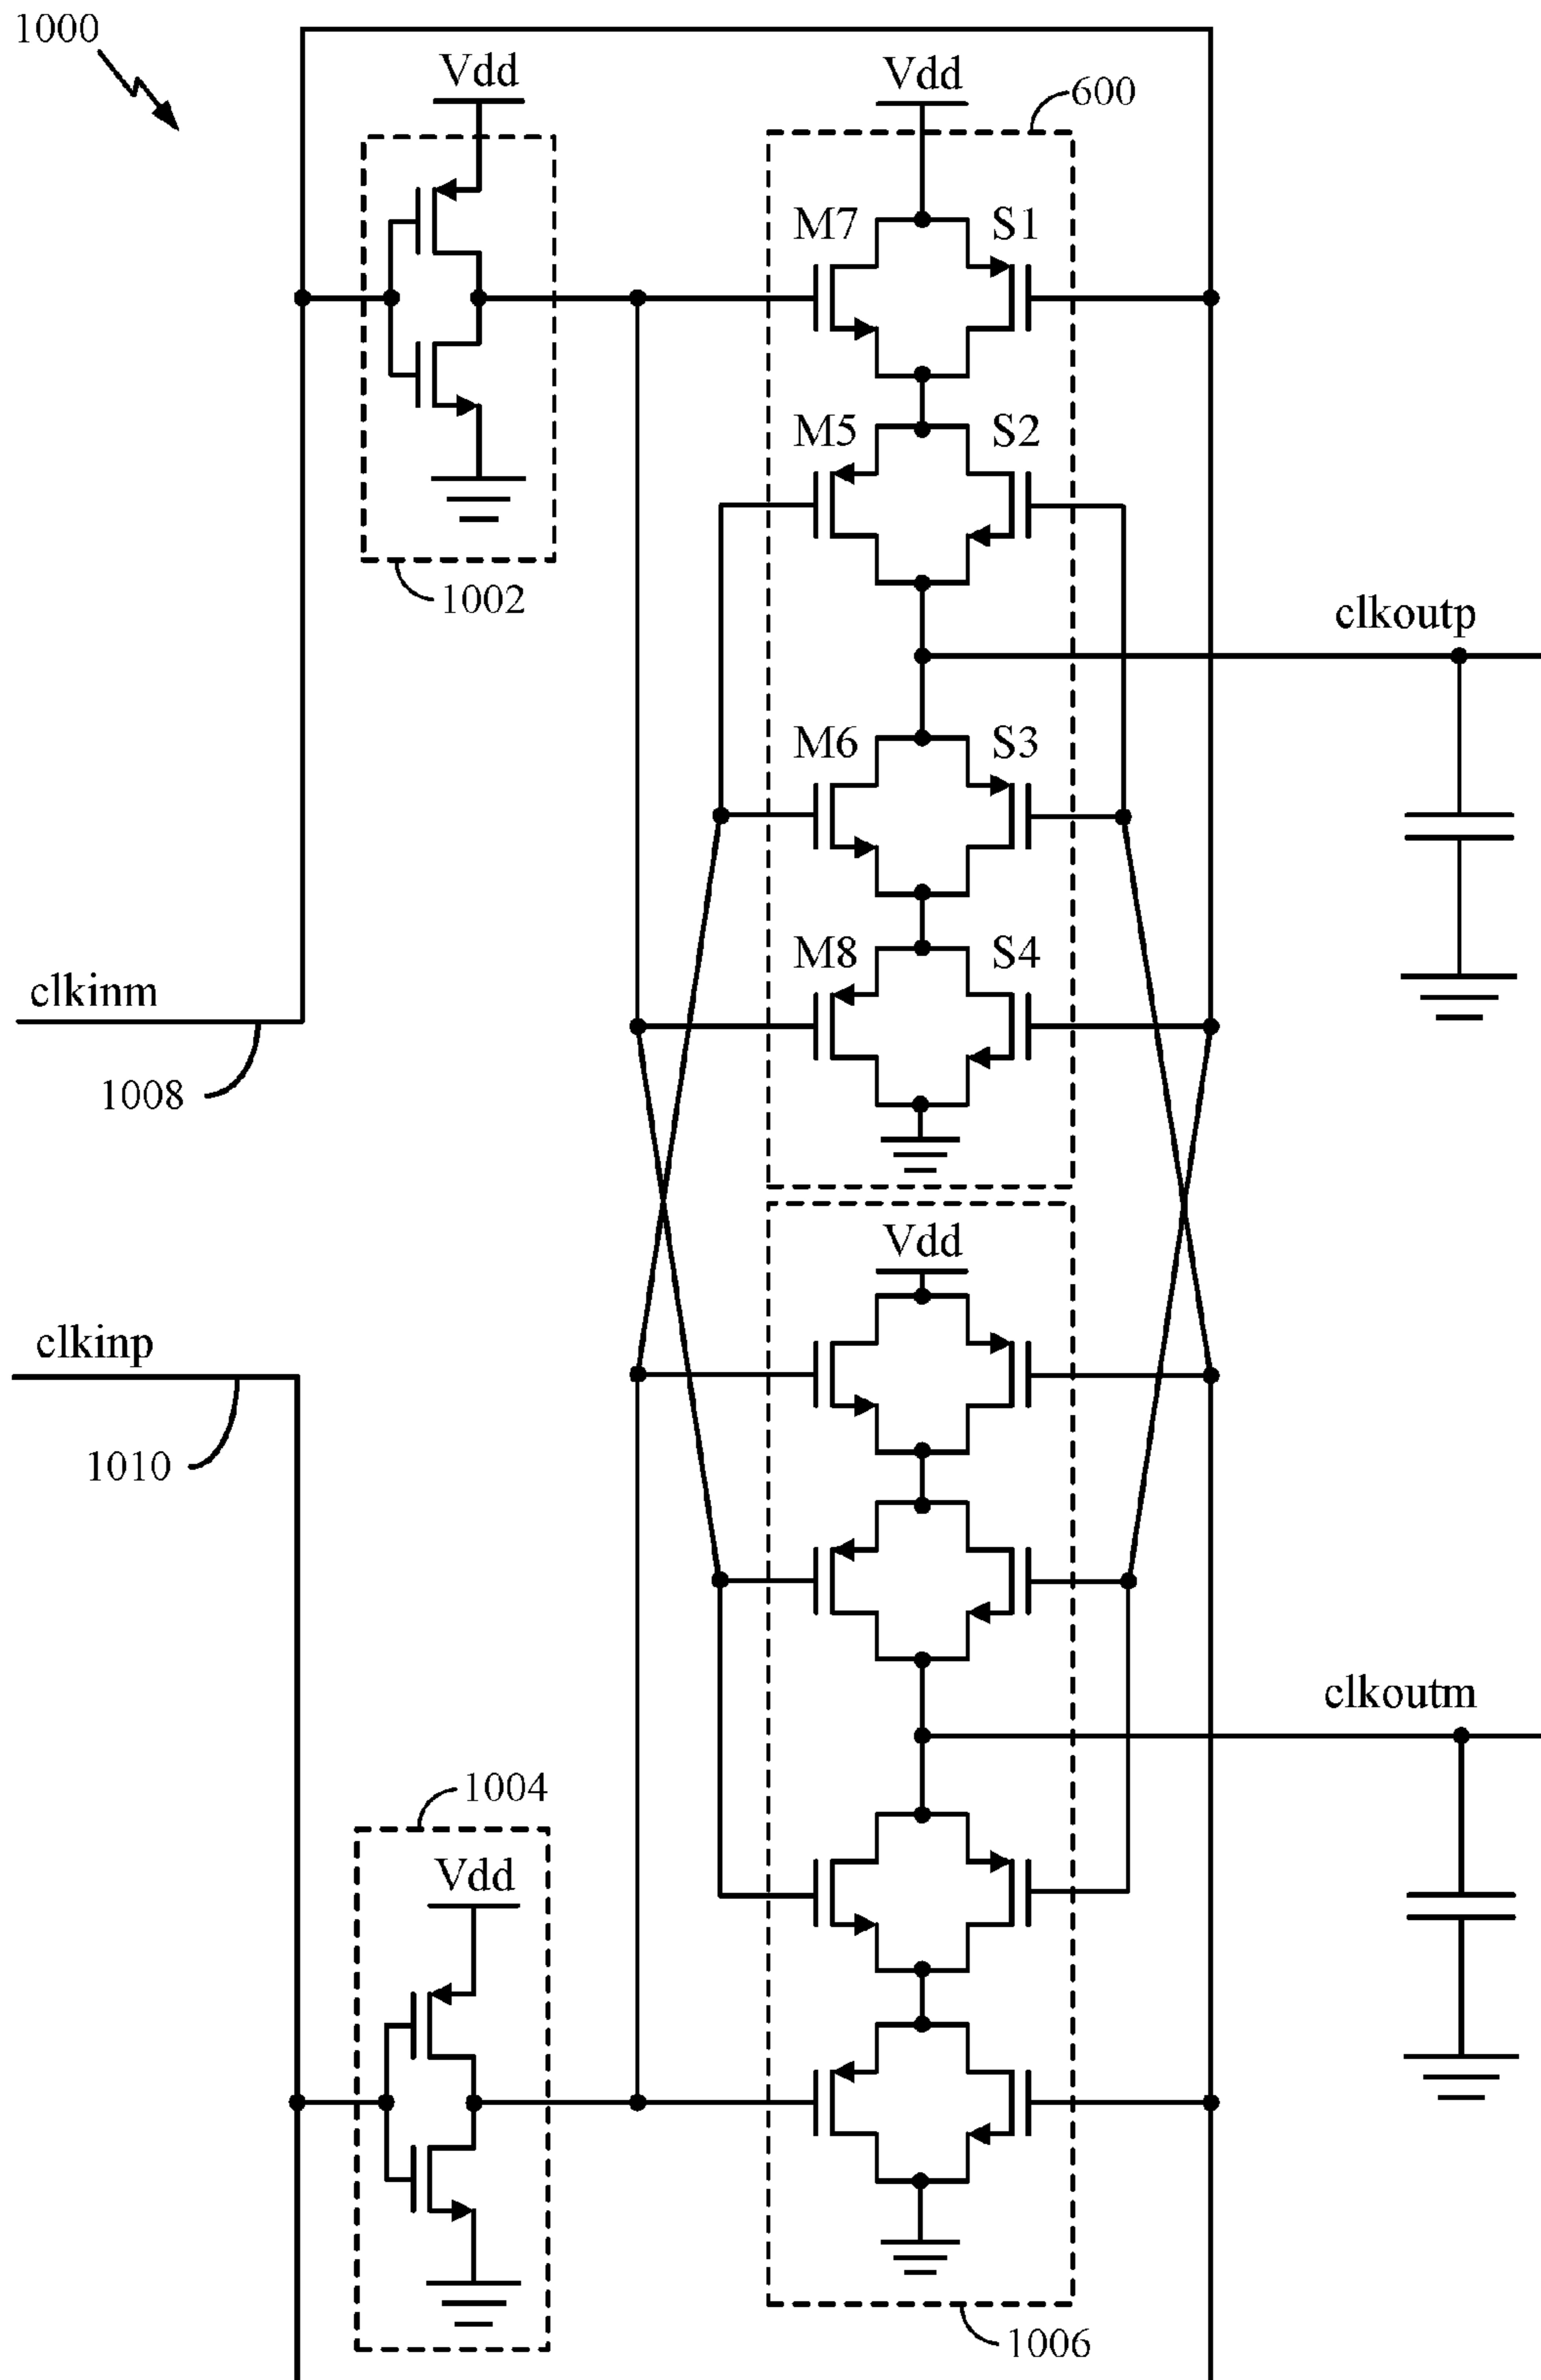 1000
Vdd
Vdd
600
M7
S1
M5
S2
1002
clkoutp
M6
S3
M8
S4
clkinm
1008
Vdd
clkinp
1010
clkoutm
1004
Vdd
1006